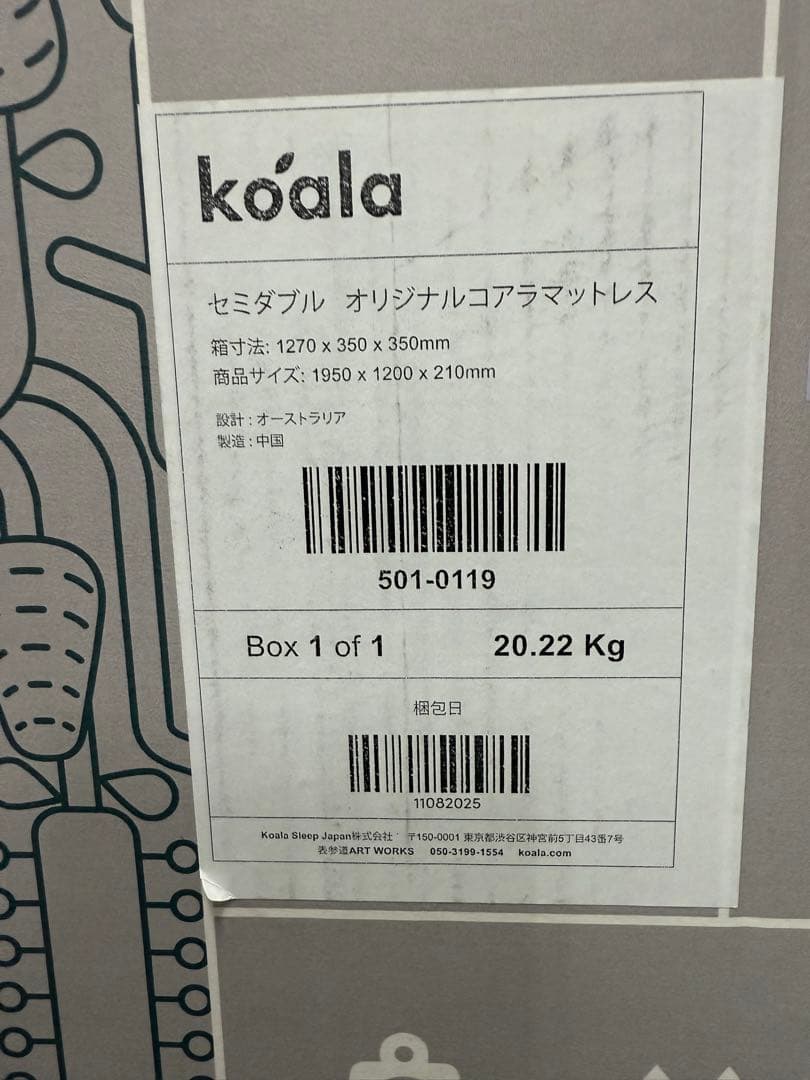 koala
セミダブル オリジナルコアラマットレス
箱寸法: 1270 x 350 x 350mm
商品サイズ: 1950 x 1200 x 210mm
設計 : オーストラリア
製造 : 中国
501-0119
Box 1 of 1 20.22 Kg
梱包日
11082025
Koala Sleep Japan株式会社 〒150-0001 東京都渋谷区神宮前5丁目43番7号
表参道ART WORKS 050-3199-1554 koala.com